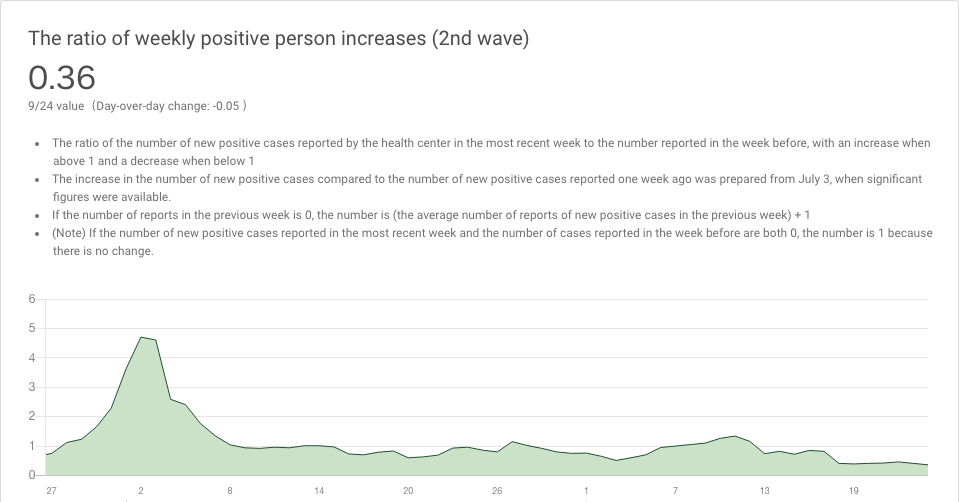 The ratio of weekly positive person increases (2nd wave)
0.36
9/24 value（Day-over-day change: -0.05 ）
• The ratio of the number of new positive cases reported by the health center in the most recent week to the number reported in the week before, with an increase when
above 1 and a decrease when below 1
• The increase in the number of new positive cases compared to the number of new positive cases reported one week ago was prepared from July 3, when significant
figures were available.
• If the number of reports in the previous week is 0, the number is (the average number of reports of new positive cases in the previous week) + 1
• (Note) If the number of new positive cases reported in the most recent week and the number of cases reported in the week before are both 0, the number is 1 because
there is no change.
6
5
4
3
2
1
0
27 2 8 14 20 26 1 7 13 19